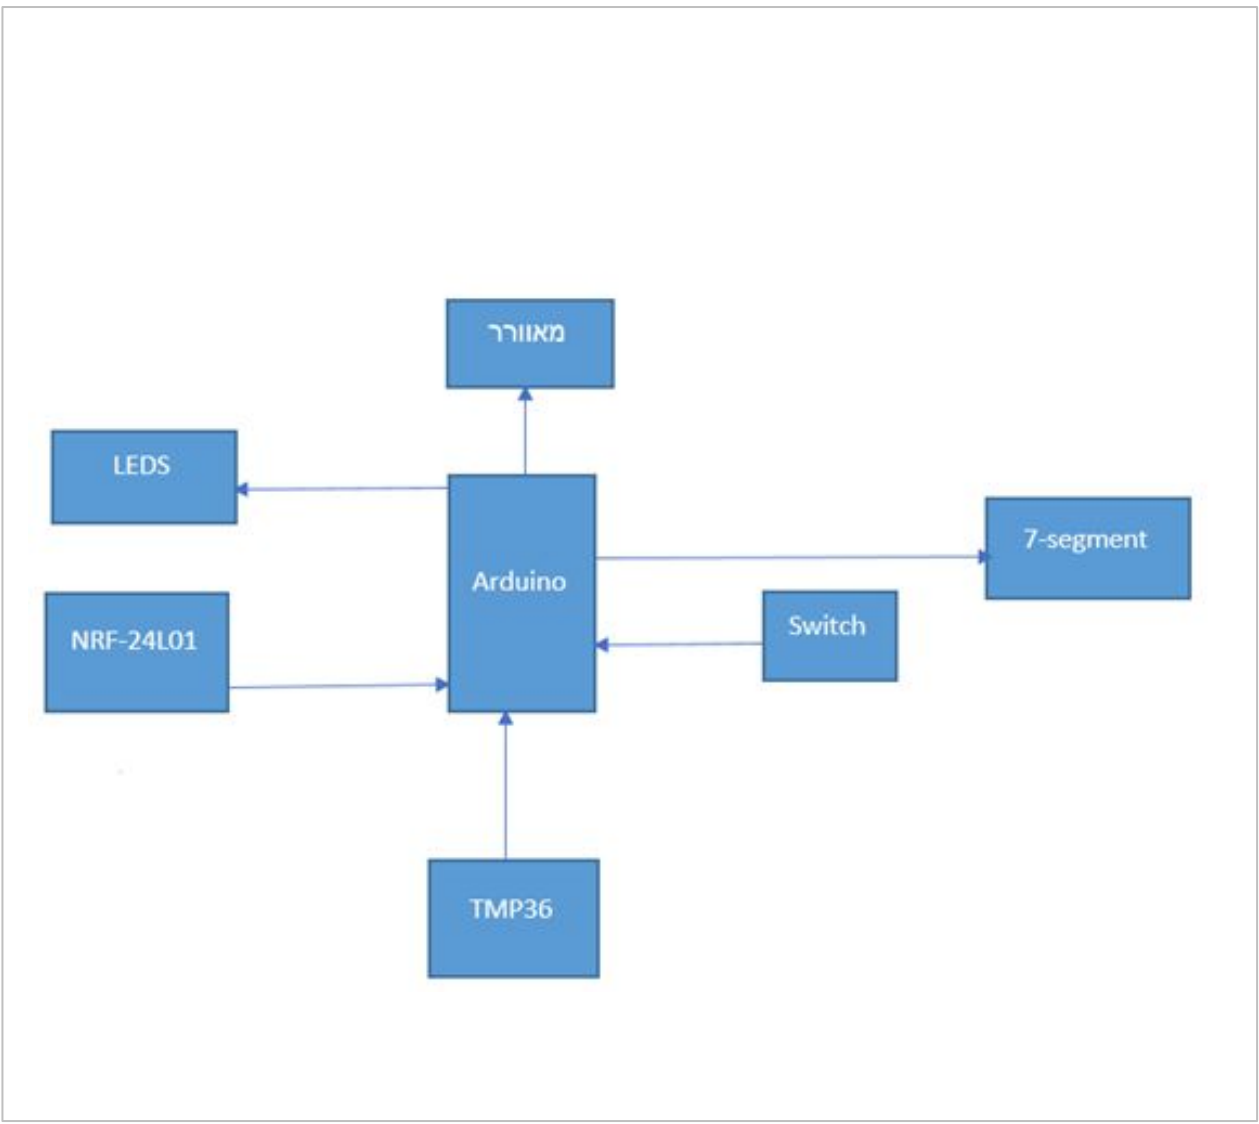 מאוורר
LEDS
7-segment
Arduino
Switch
NRF-24L01
TMP36